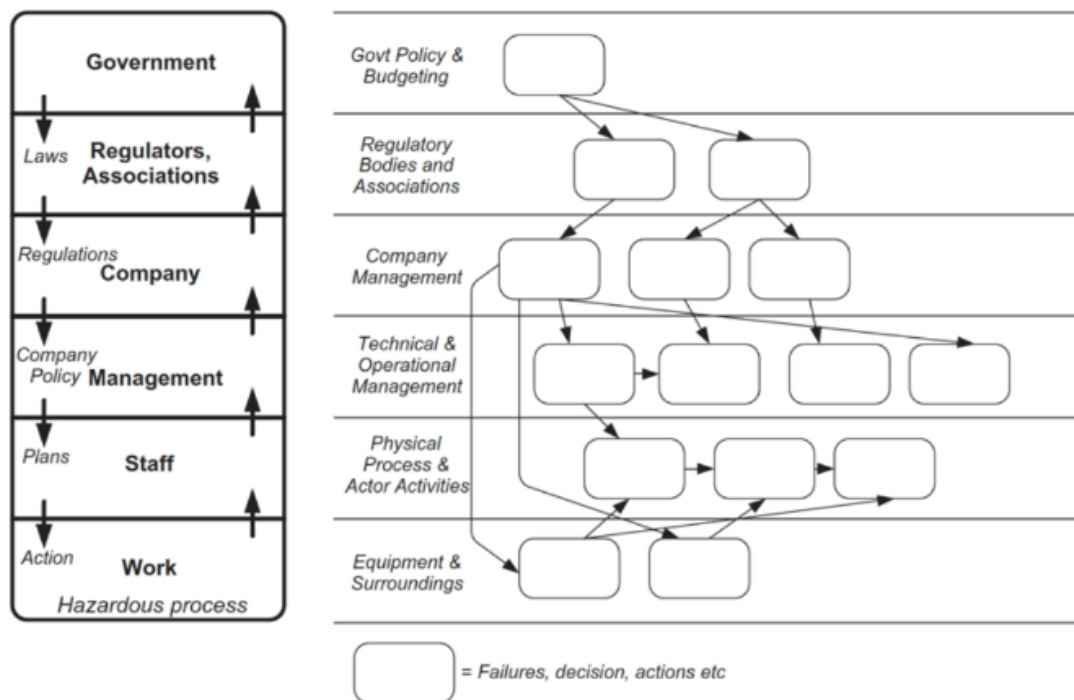 Government
Laws
Regulators,
Associations
Regulations
Company
Company
Policy
Management
Plans
Staff
Action
Work
Hazardous process
Govt Policy &
Budgeting
Regulatory
Bodies and
Associations
Company
Management
Technical &
Operational
Management
Physical
Process &
Actor Activities
Equipment &
Surroundings
= Failures, decision, actions etc